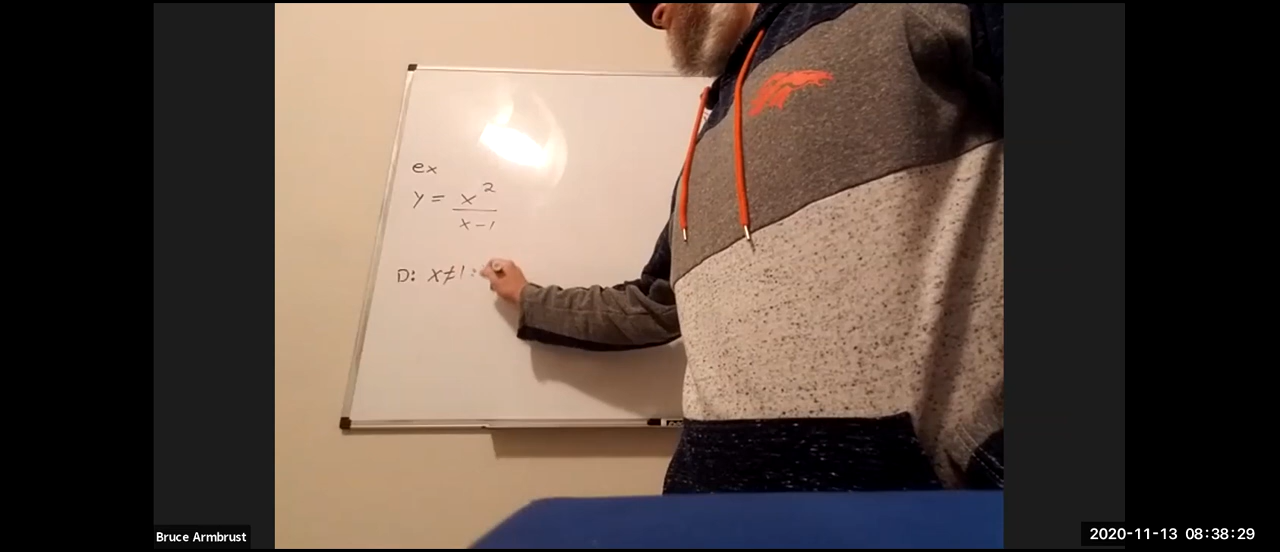 ex
y = x²
x-1
D: x≠1
Bruce Armbrust
2020-11-13 08:38:29